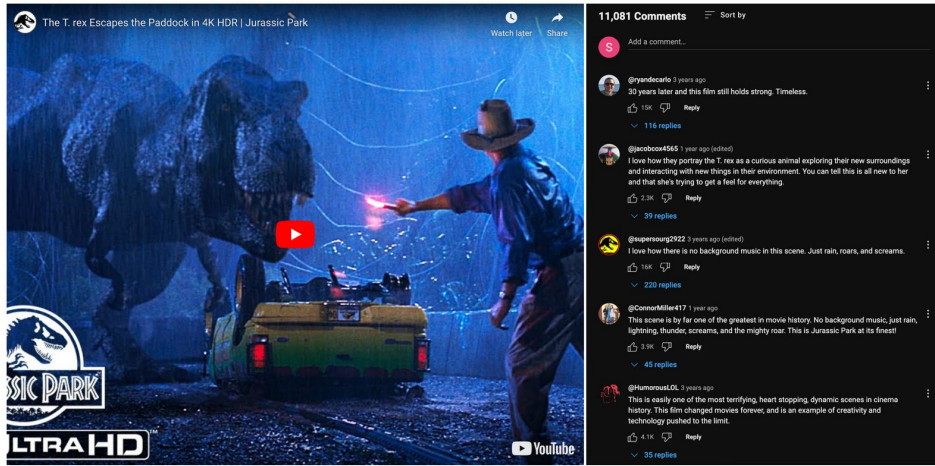 The T. rex Escapes the Paddock in 4K HDR | Jurassic Park
Watch later
Share
SSIC PARK
ULTRA HD™
YouTube
11,081 Comments
Sort by
S
Add a comment...
@ryandecarlo 3 years ago
30 years later and this film still holds strong. Timeless.
15K
Reply
116 replies
@jacobcox4565 1 year ago (edited)
I love how they portray the T. rex as a curious animal exploring their new surroundings
and interacting with new things in their environment. You can tell this is all new to her
and that she's trying to get a feel for everything.
2.3K
Reply
39 replies
@supersourg2922 3 years ago (edited)
I love how there is no background music in this scene. Just rain, roars, and screams.
16K
Reply
220 replies
@ConnorMiller417 1 year ago
This scene is by far one of the greatest in movie history. No background music, just rain,
lightning, thunder, screams, and the mighty roar. This is Jurassic Park at its finest!
3.9K
Reply
45 replies
@HumorousLOL 3 years ago
This is easily one of the most terrifying, heart stopping, dynamic scenes in cinema
history. This film changed movies forever, and is an example of creativity and
technology pushed to the limit.
4.1K
Reply
35 replies